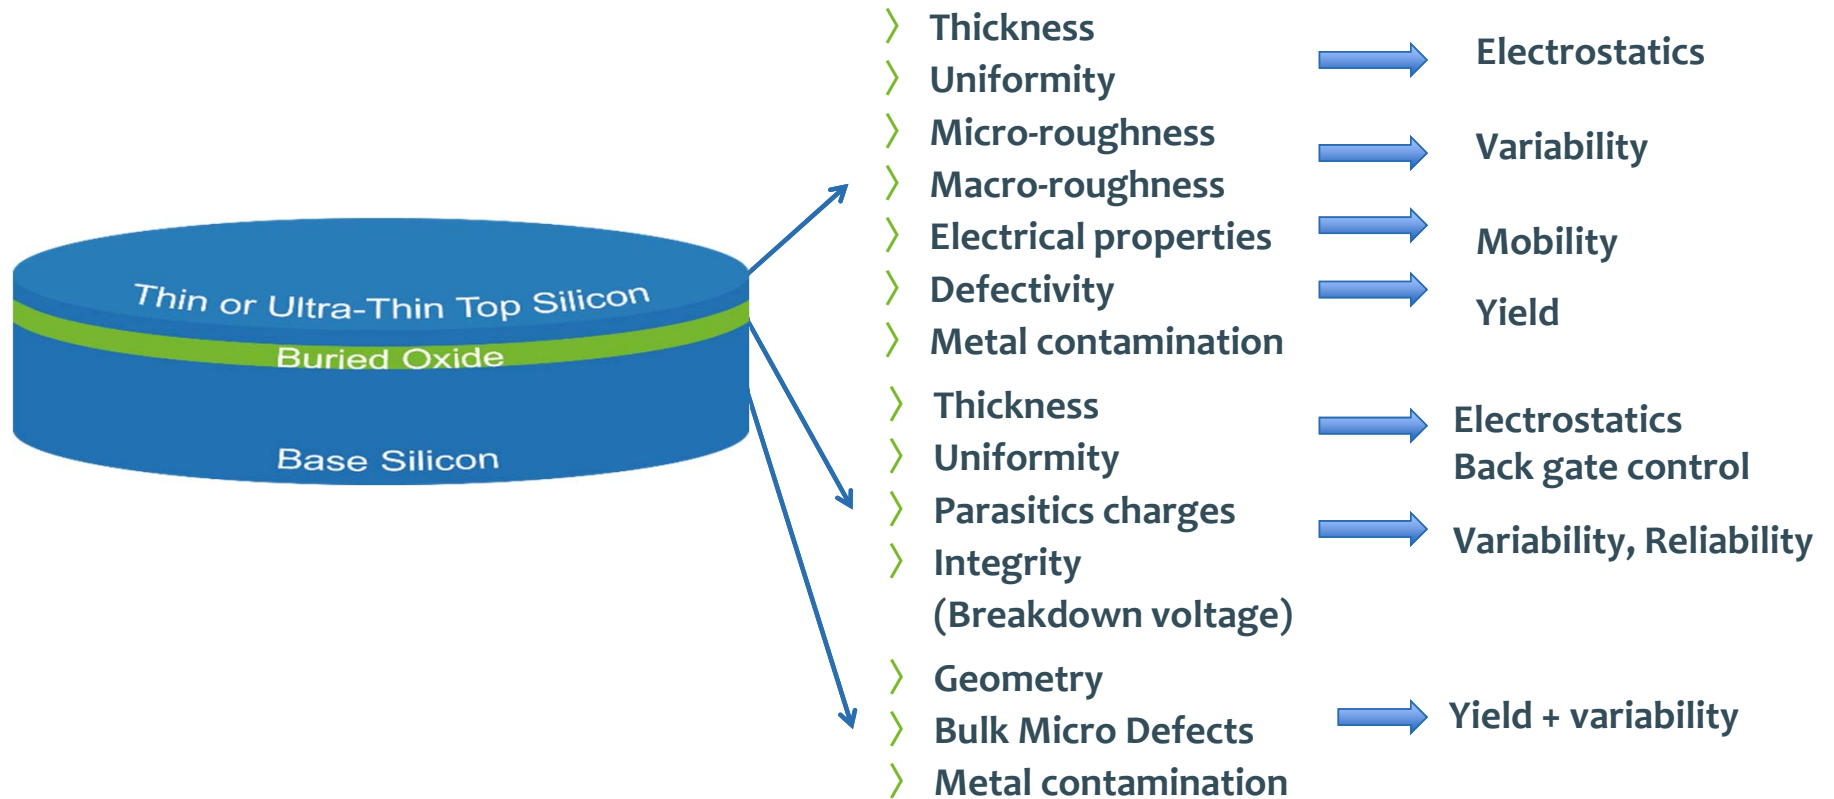 Thin or Ultra-Thin Top Silicon
Buried Oxide
Base Silicon
Thickness
Uniformity
Micro-roughness
Macro-roughness
Electrical properties
Defectivity
Metal contamination
Electrostatics
Variability
Mobility
Yield
Thickness
Uniformity
Parasitics charges
Integrity
(Breakdown voltage)
Electrostatics
Back gate control
Variability, Reliability
Geometry
Bulk Micro Defects
Metal contamination
Yield + variability